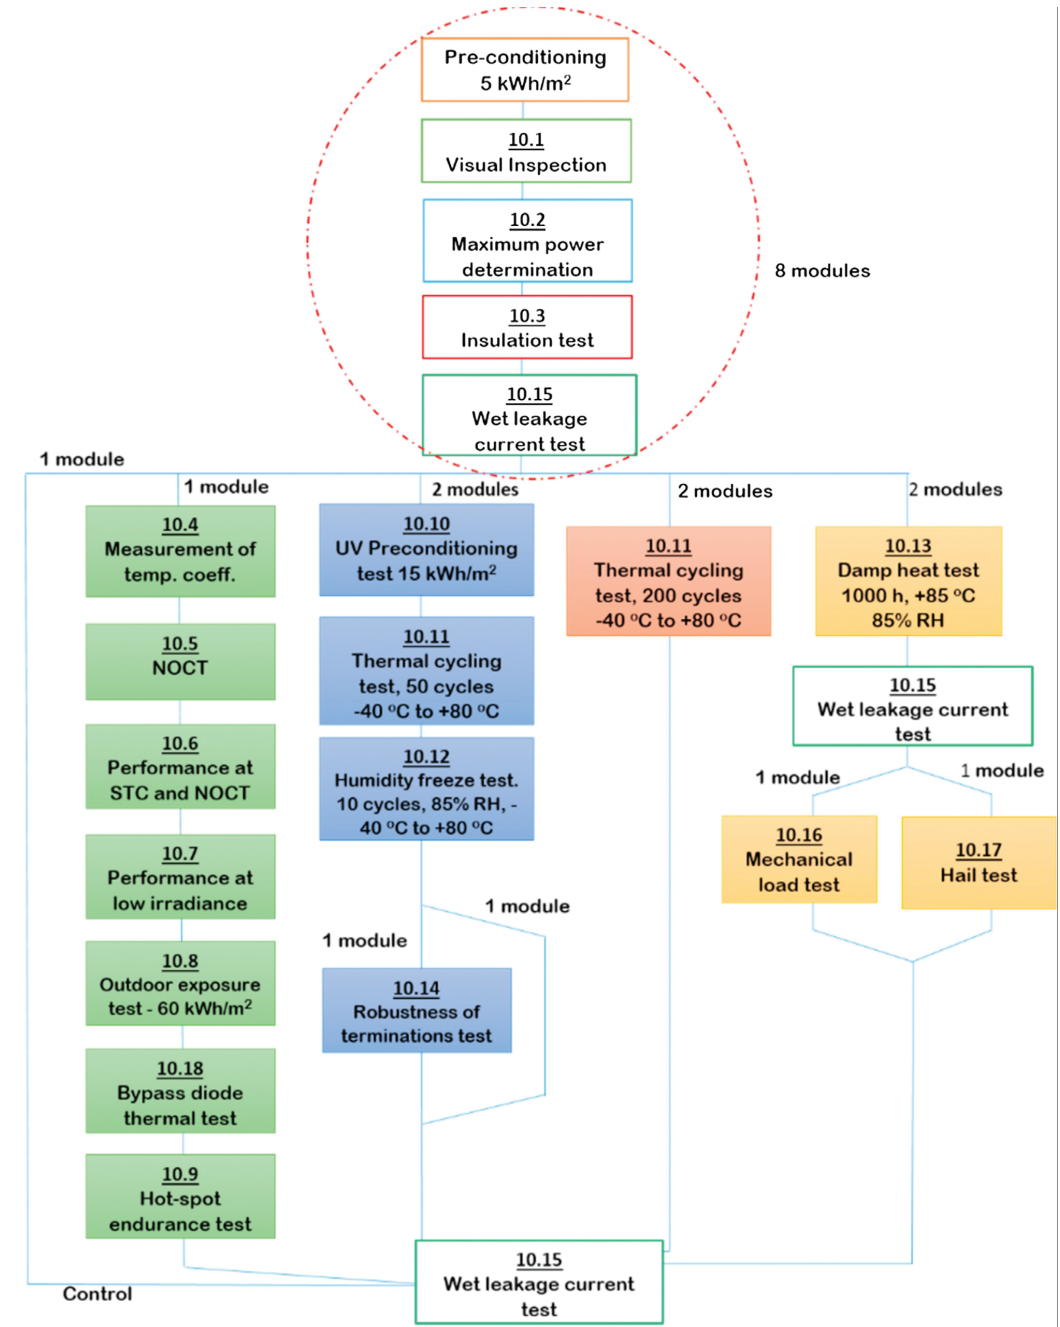 Pre-conditioning
5 kWh/m²
10.1
Visual Inspection
10.2
Maximum power
determination
8 modules
10.3
Insulation test
10.15
Wet leakage
current test
1 module
1 module
2 modules
2 modules
2 modules
10.4
Measurement of
temp. coeff.
10.5
NOCT
10.6
Performance at
STC and NOCT
10.7
Performance at
low irradiance
10.8
Outdoor exposure
test - 60 kWh/m²
10.18
Bypass diode
thermal test
10.9
Hot-spot
endurance test
10.10
UV Preconditioning
test 15 kWh/m²
10.11
Thermal cycling
test, 50 cycles
-40 °C to +80 °C
10.12
Humidity freeze test.
10 cycles, 85% RH, -
40 °C to +80 °C
1 module
1 module
10.14
Robustness of
terminations test
10.11
Thermal cycling
test, 200 cycles
-40 °C to +80 °C
10.13
Damp heat test
1000 h, +85 °C
85% RH
10.15
Wet leakage current
test
1 module
1 module
10.16
Mechanical
load test
10.17
Hail test
Control
10.15
Wet leakage current
test